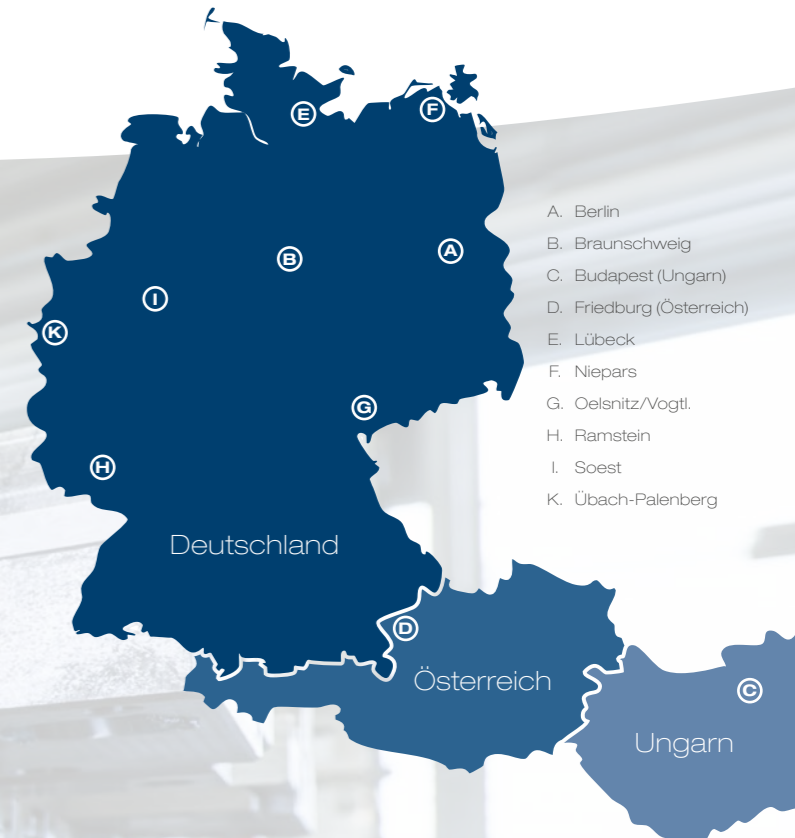 E
F
A
B
I
K
G
H
Deutschland
D
Österreich
C
Ungarn
A. Berlin
B. Braunschweig
C. Budapest (Ungarn)
D. Friedburg (Österreich)
E. Lübeck
F. Niepars
G. Oelsnitz/Vogtl.
H. Ramstein
I. Soest
K. Übach-Palenberg